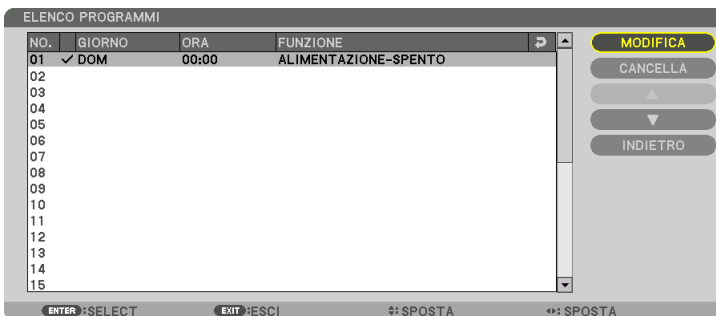 ELENCO PROGRAMMI
NO. GIORNO ORA FUNZIONE
01 ✓ DOM 00:00 ALIMENTAZIONE-SPENTO
02
03
04
05
06
07
08
09
10
11
12
13
14
15
MODIFICA
CANCELLA
▲
▼
INDIETRO
ENTER :SELECT EXIT :ESCI :SPOSTA :SPOSTA